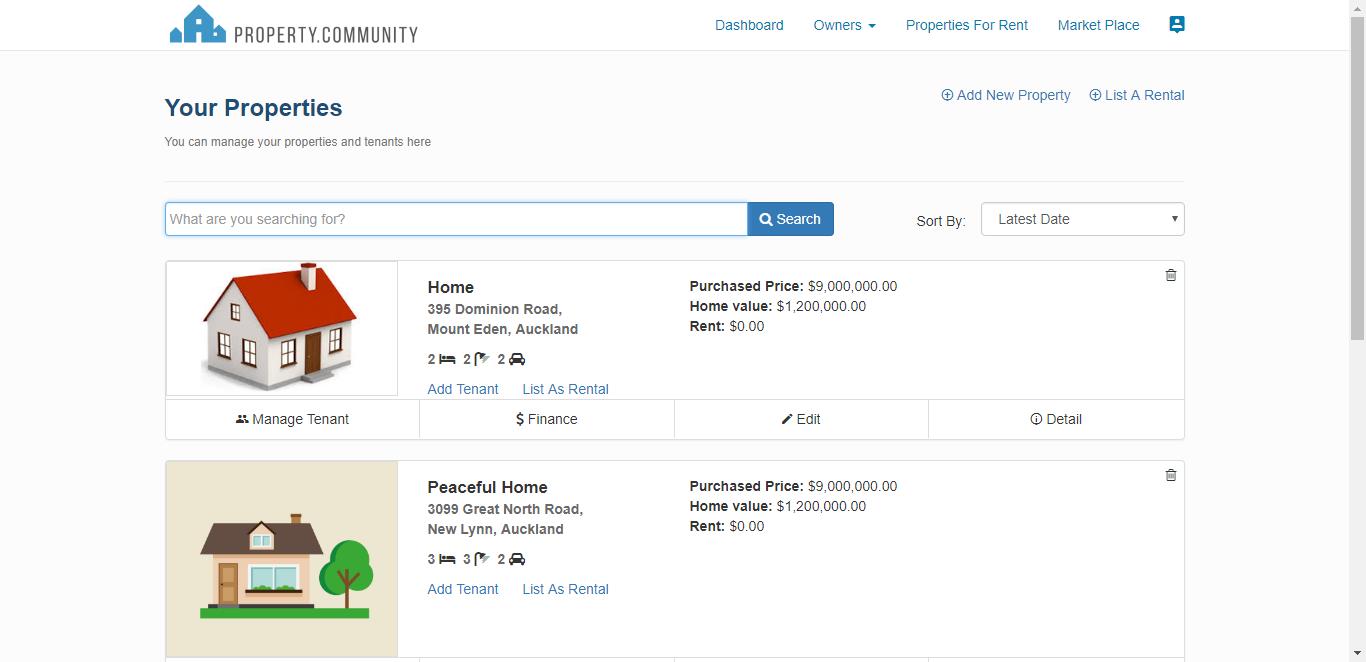 PROPERTY.COMMUNITY
Dashboard Owners Properties For Rent Market Place
Your Properties
Add New Property List A Rental
You can manage your properties and tenants here
What are you searching for? Search Sort By: Latest Date
Home
395 Dominion Road,
Mount Eden, Auckland
2 2 2
Add Tenant List As Rental
Purchased Price: $9,000,000.00
Home value: $1,200,000.00
Rent: $0.00
Manage Tenant $ Finance Edit Detail
Peaceful Home
3099 Great North Road,
New Lynn, Auckland
3 3 2
Add Tenant List As Rental
Purchased Price: $9,000,000.00
Home value: $1,200,000.00
Rent: $0.00